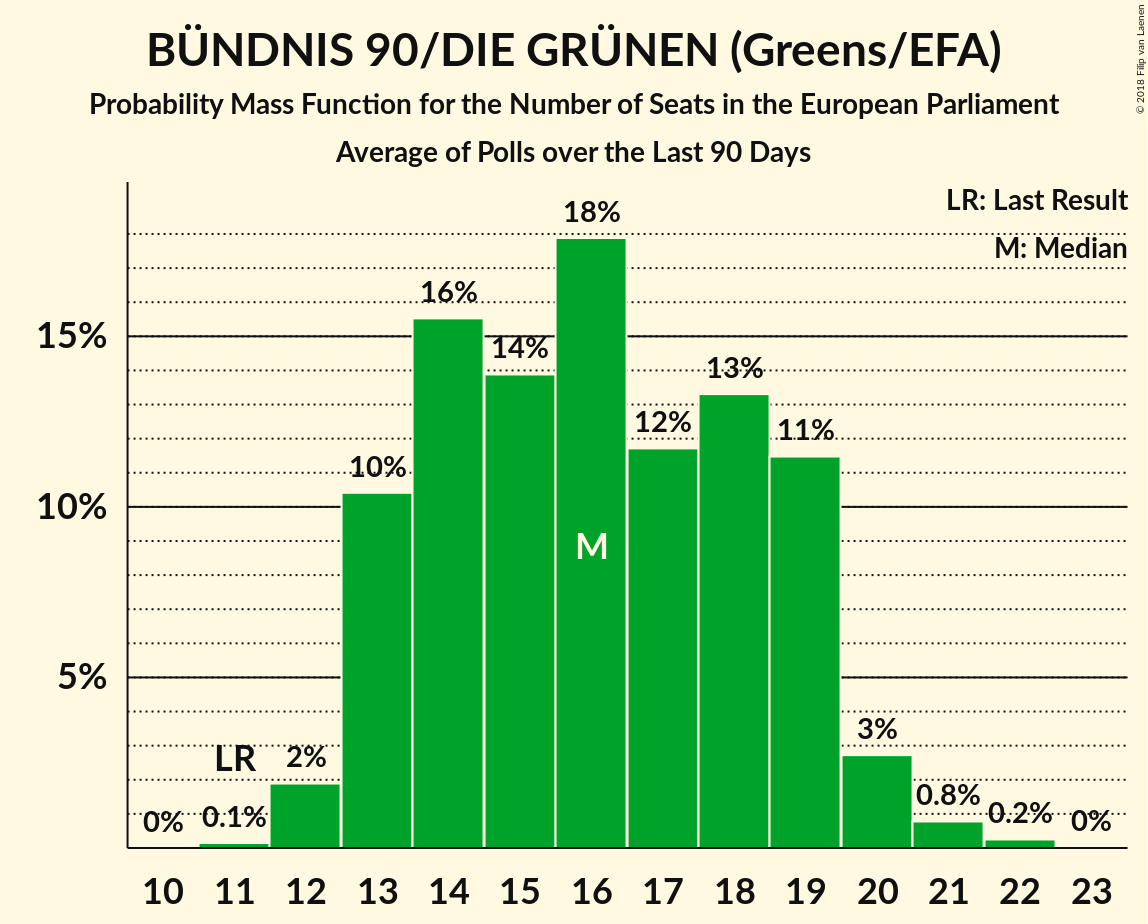 BÜNDNIS 90/DIE GRÜNEN (Greens/EFA)
Probability Mass Function for the Number of Seats in the European Parliament
Average of Polls over the Last 90 Days
© 2018 Filip van Laenen
LR: Last Result
M: Median
15%
10%
5%
0%
0.1%
LR
2%
10%
16%
14%
18%
M
12%
13%
11%
3%
0.8%
0.2%
0%
10 11 12 13 14 15 16 17 18 19 20 21 22 23